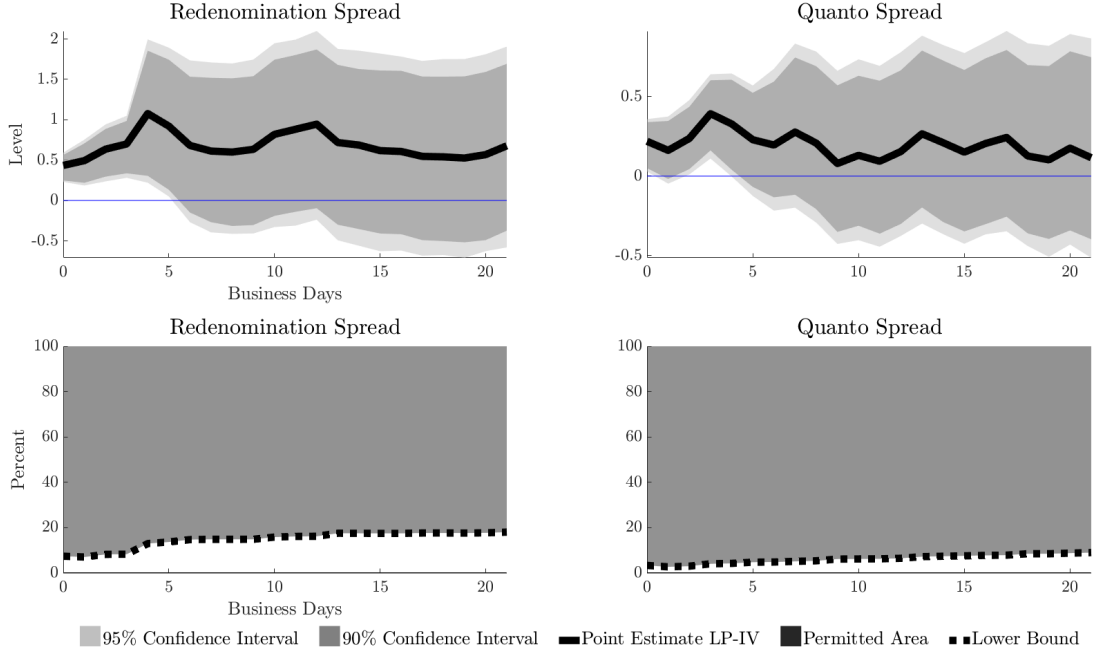 Redenomination Spread
Quanto Spread
2
1.5
1
0.5
0
-0.5
Level
0 5 10 15 20
Business Days
0.5
0
-0.5
0 5 10 15 20
Redenomination Spread
Quanto Spread
100
80
60
40
20
0
Percent
0 5 10 15 20
Business Days
100
80
60
40
20
0
0 5 10 15 20
95% Confidence Interval 90% Confidence Interval Point Estimate LP-IV Permitted Area Lower Bound